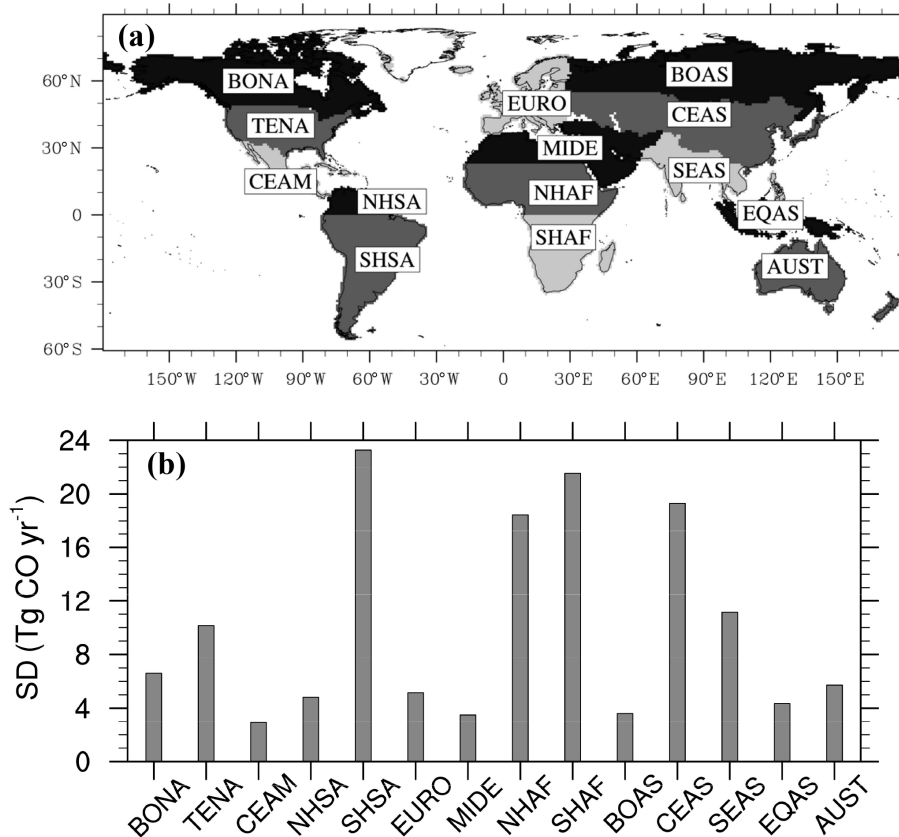 (a)
60°N
30°N
0
30°S
60°S
BONA
BOAS
EURO
TENA
CEAS
MIDE
CEAM
SEAS
NHSA
NHAF
EQAS
SHAF
SHSA
AUST
150°W 120°W 90°W 60°W 30°W 0 30°E 60°E 90°E 120°E 150°E
(b)
SD (Tg CO yr-1)
24
20
16
12
8
4
0
BONA TENA CEAM NHSA SHSA EURO MIDE NHAF SHAF BOAS CEAS SEAS EQAS AUST